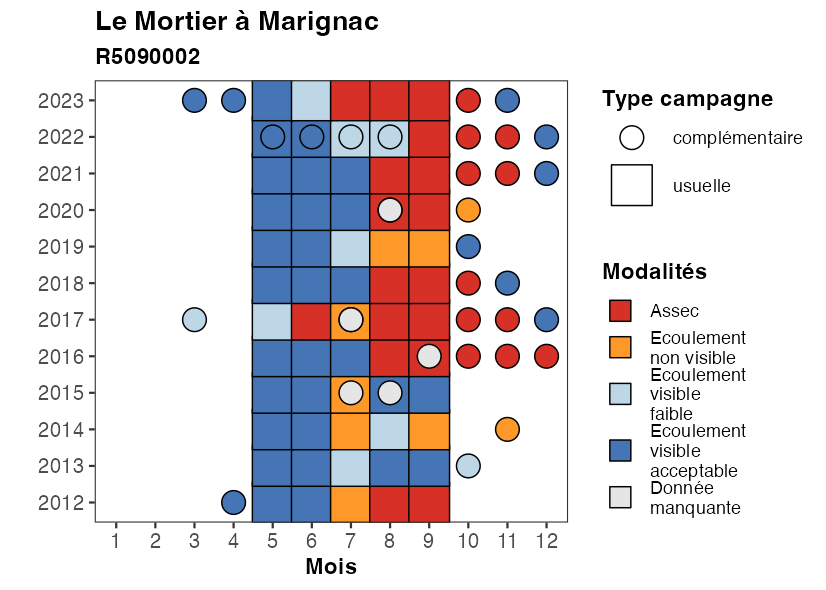 Le Mortier à Marignac
R5090002
2023
2022
2021
2020
2019
2018
2017
2016
2015
2014
2013
2012
1 2 3 4 5 6 7 8 9 10 11 12
Mois
Type campagne
complémentaire
usuelle
Modalités
Assec
Ecoulement
non visible
Ecoulement
visible
faible
Ecoulement
visible
acceptable
Donnée
manquante